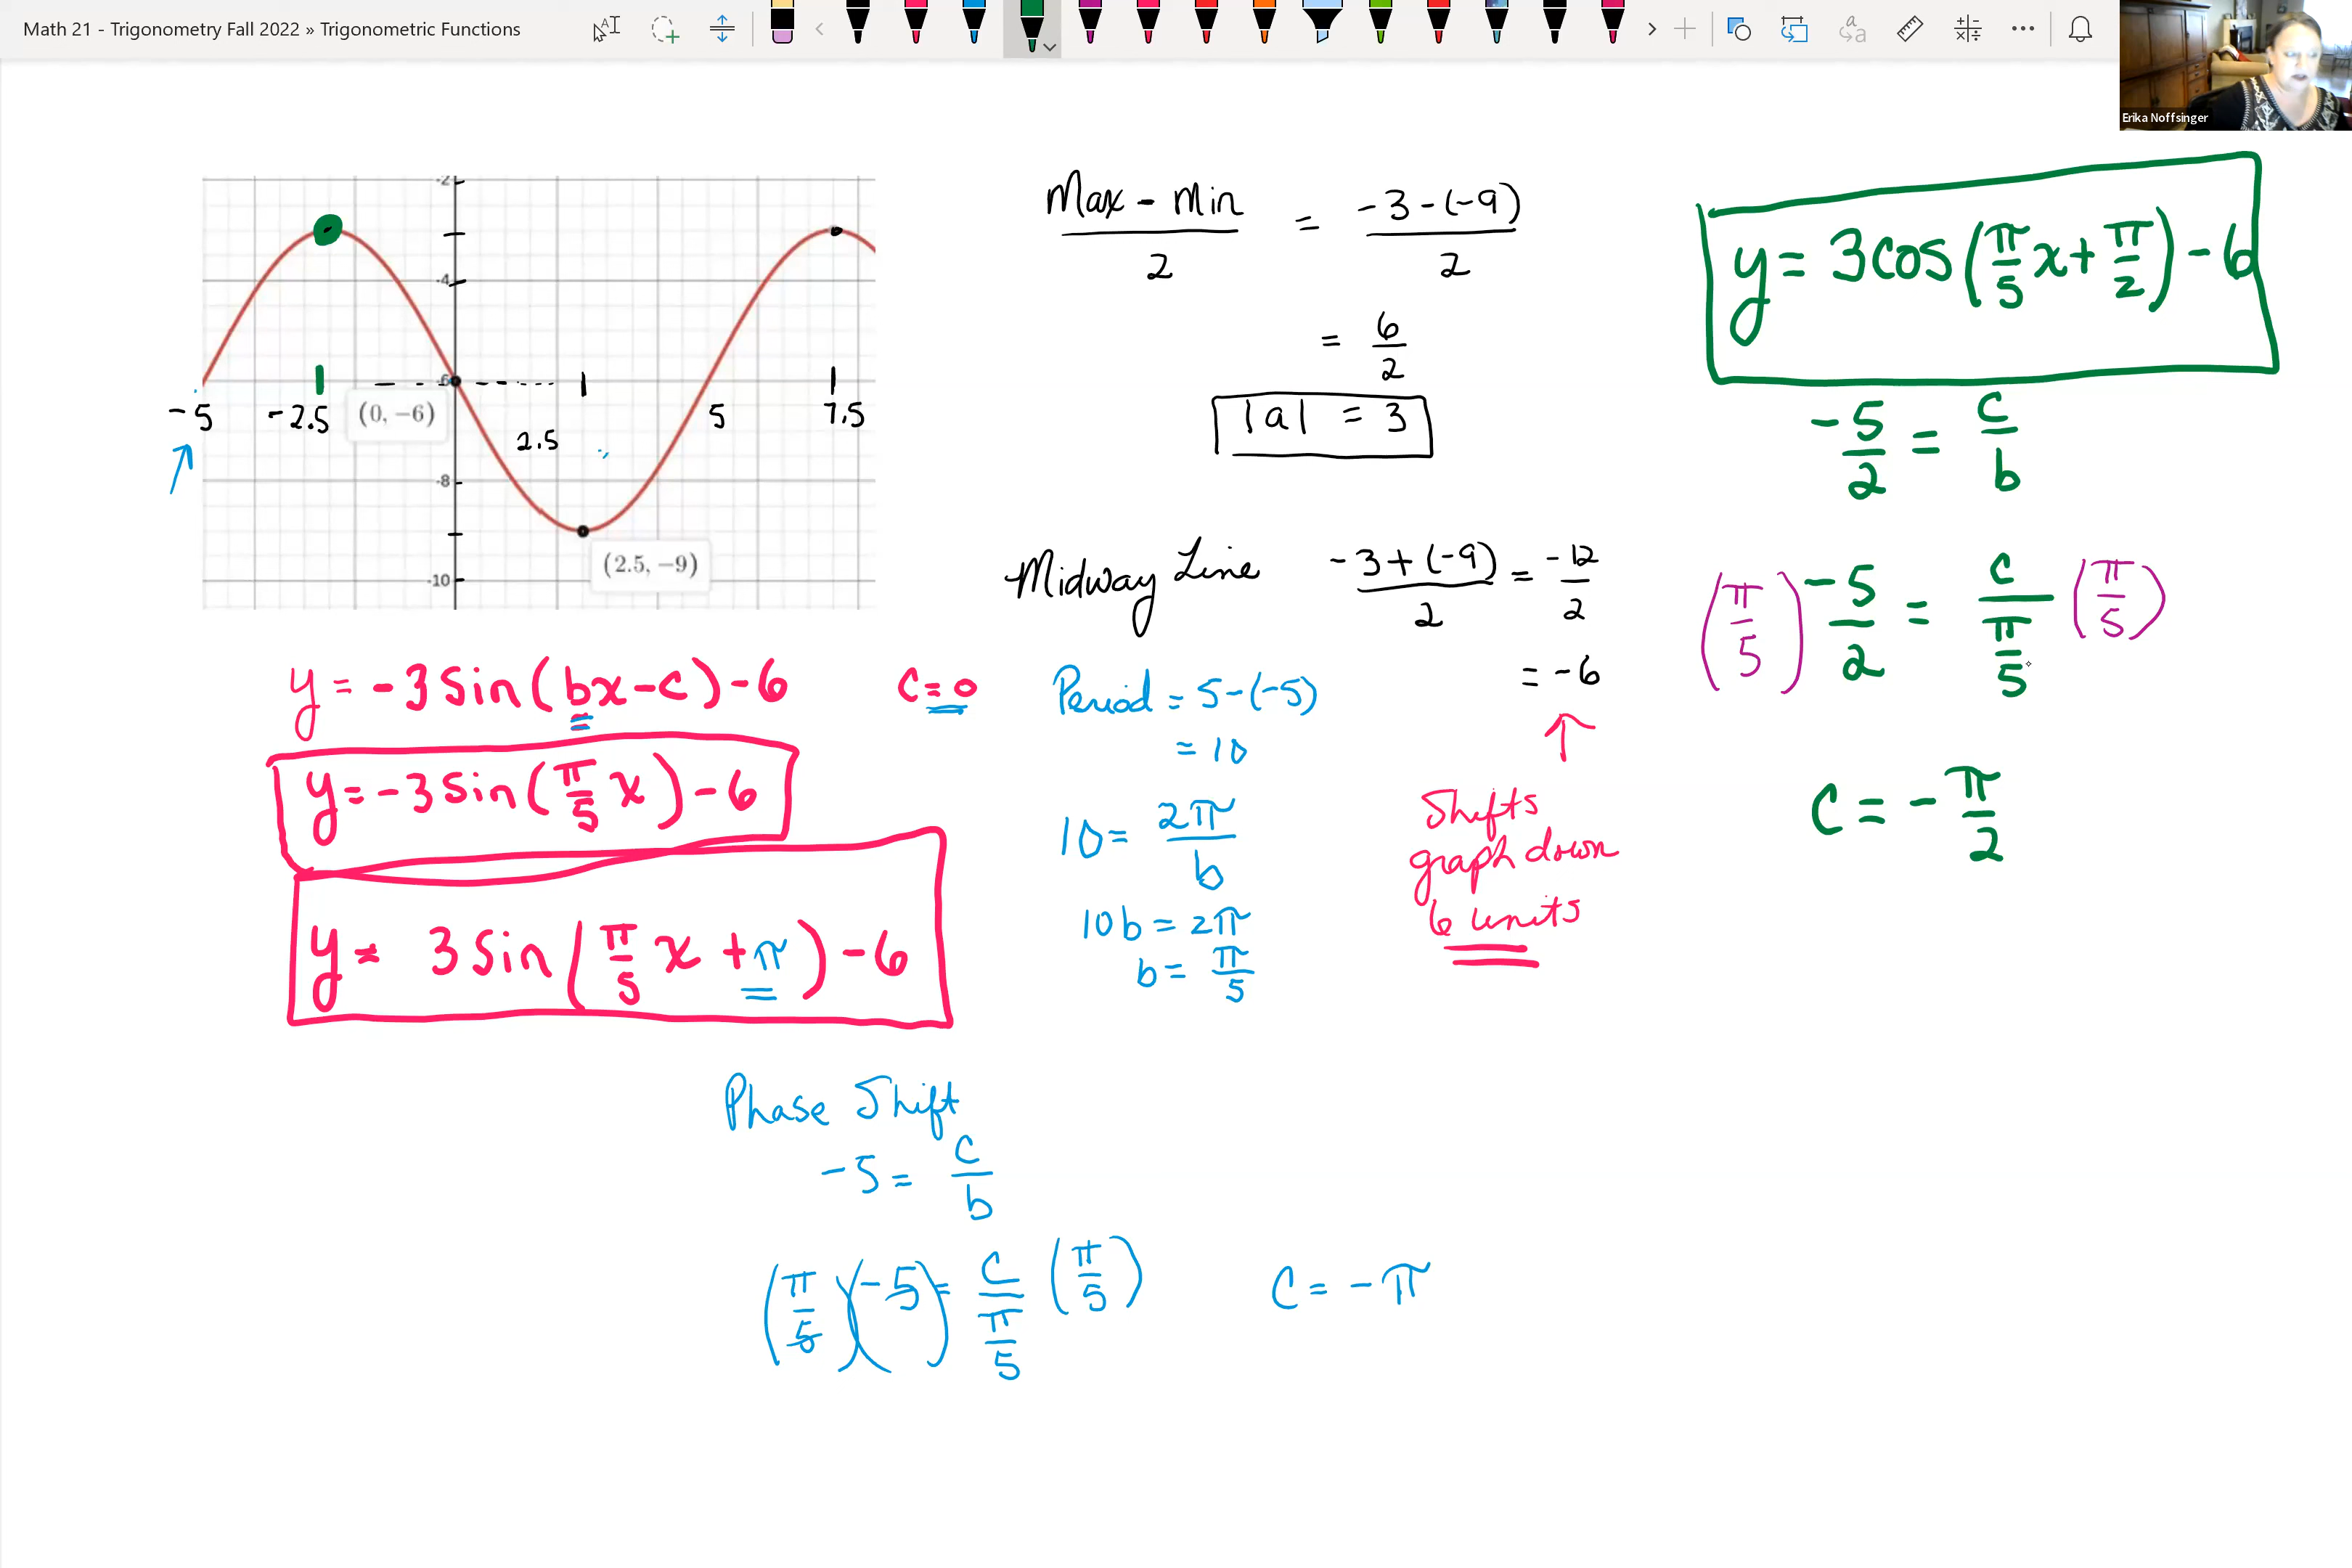 Math 21 - Trigonometry Fall 2022 » Trigonometric Functions
Erika Noffsinger
-2
-4
-6
-8
-10
-5
-2.5
(0, −6)
2.5
5
7.5
(2.5, −9)
Max - Min / 2 = -3-(-9) / 2
= 6/2
|a| = 3
Midway Line -3+(-9) / 2 = -12/2
= -6
↑
Shifts
graph down
6 units
y = -3 sin(bx-c)-6 c=0
y=-3sin(π/5 x)-6
y= 3sin(π/5 x +π)-6
Period = 5-(-5)
= 10
10= 2π/b
10b = 2π
b= π/5
Phase Shift
-5= c/b
(π/5)(-5)= c/(π/5) (π/5) c= -π
y= 3cos(π/5 x+π/2)-6
-5/2 = c/b
(π/5) -5/2 = c/(π/5) (π/5)
c= -π/2